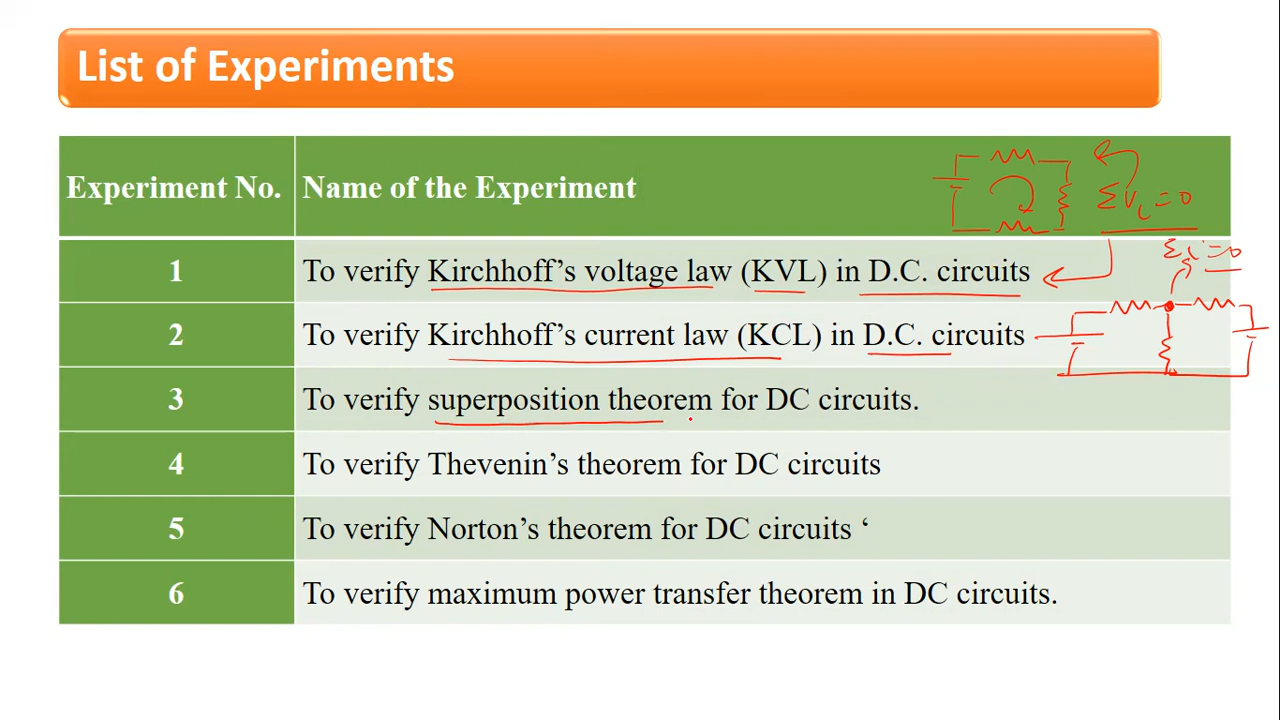 List of Experiments
Experiment No. Name of the Experiment
Σ V_i = 0
Σ i = 0
1 To verify Kirchhoff’s voltage law (KVL) in D.C. circuits
2 To verify Kirchhoff’s current law (KCL) in D.C. circuits
3 To verify superposition theorem for DC circuits.
4 To verify Thevenin’s theorem for DC circuits
5 To verify Norton’s theorem for DC circuits ‘
6 To verify maximum power transfer theorem in DC circuits.